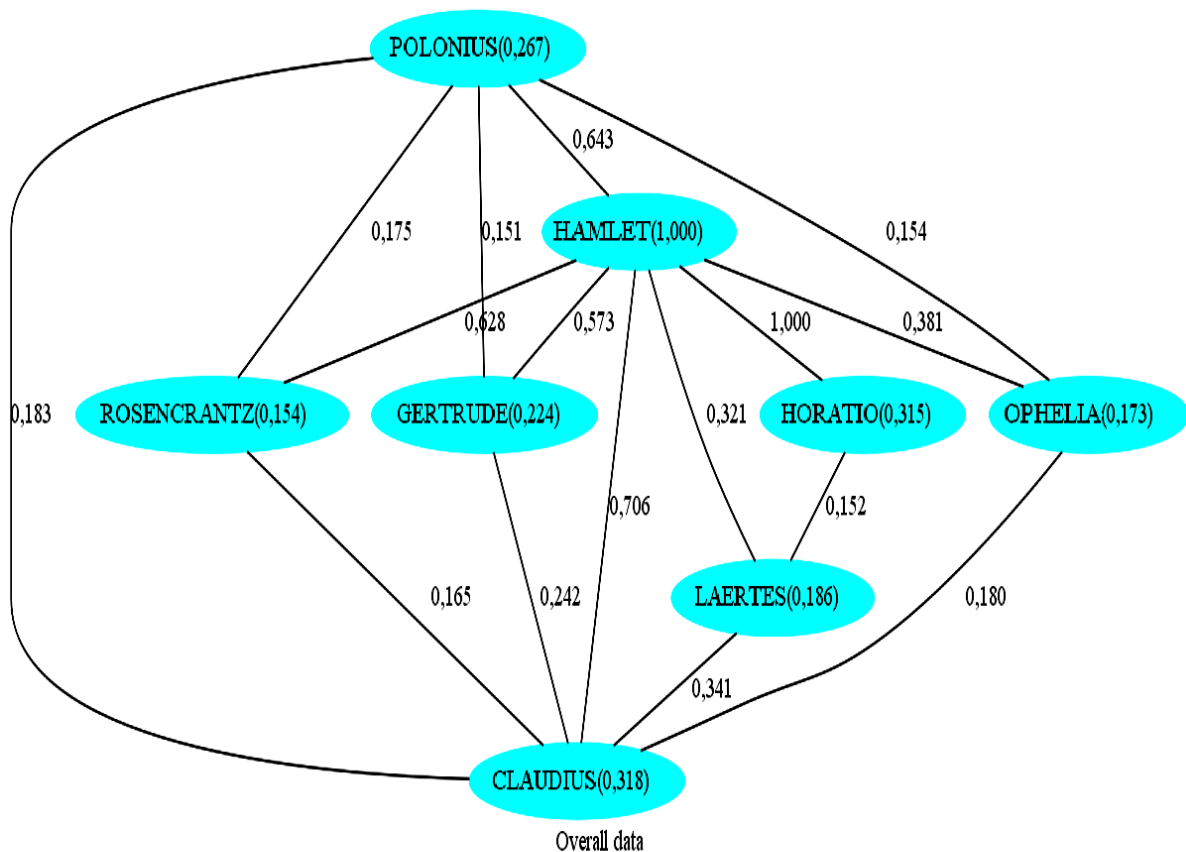 POLONIUS(0,267)
0,643
0,175
0,151
HAMLET(1,000)
0,154
0,628
0,573
1,000
0,381
0,183
ROSENCRANTZ(0,154)
GERTRUDE(0,224)
0,321
HORATIO(0,315)
OPHELIA(0,173)
0,706
0,152
0,165
0,242
LAERTES(0,186)
0,180
0,341
CLAUDIUS(0,318)
Overall data